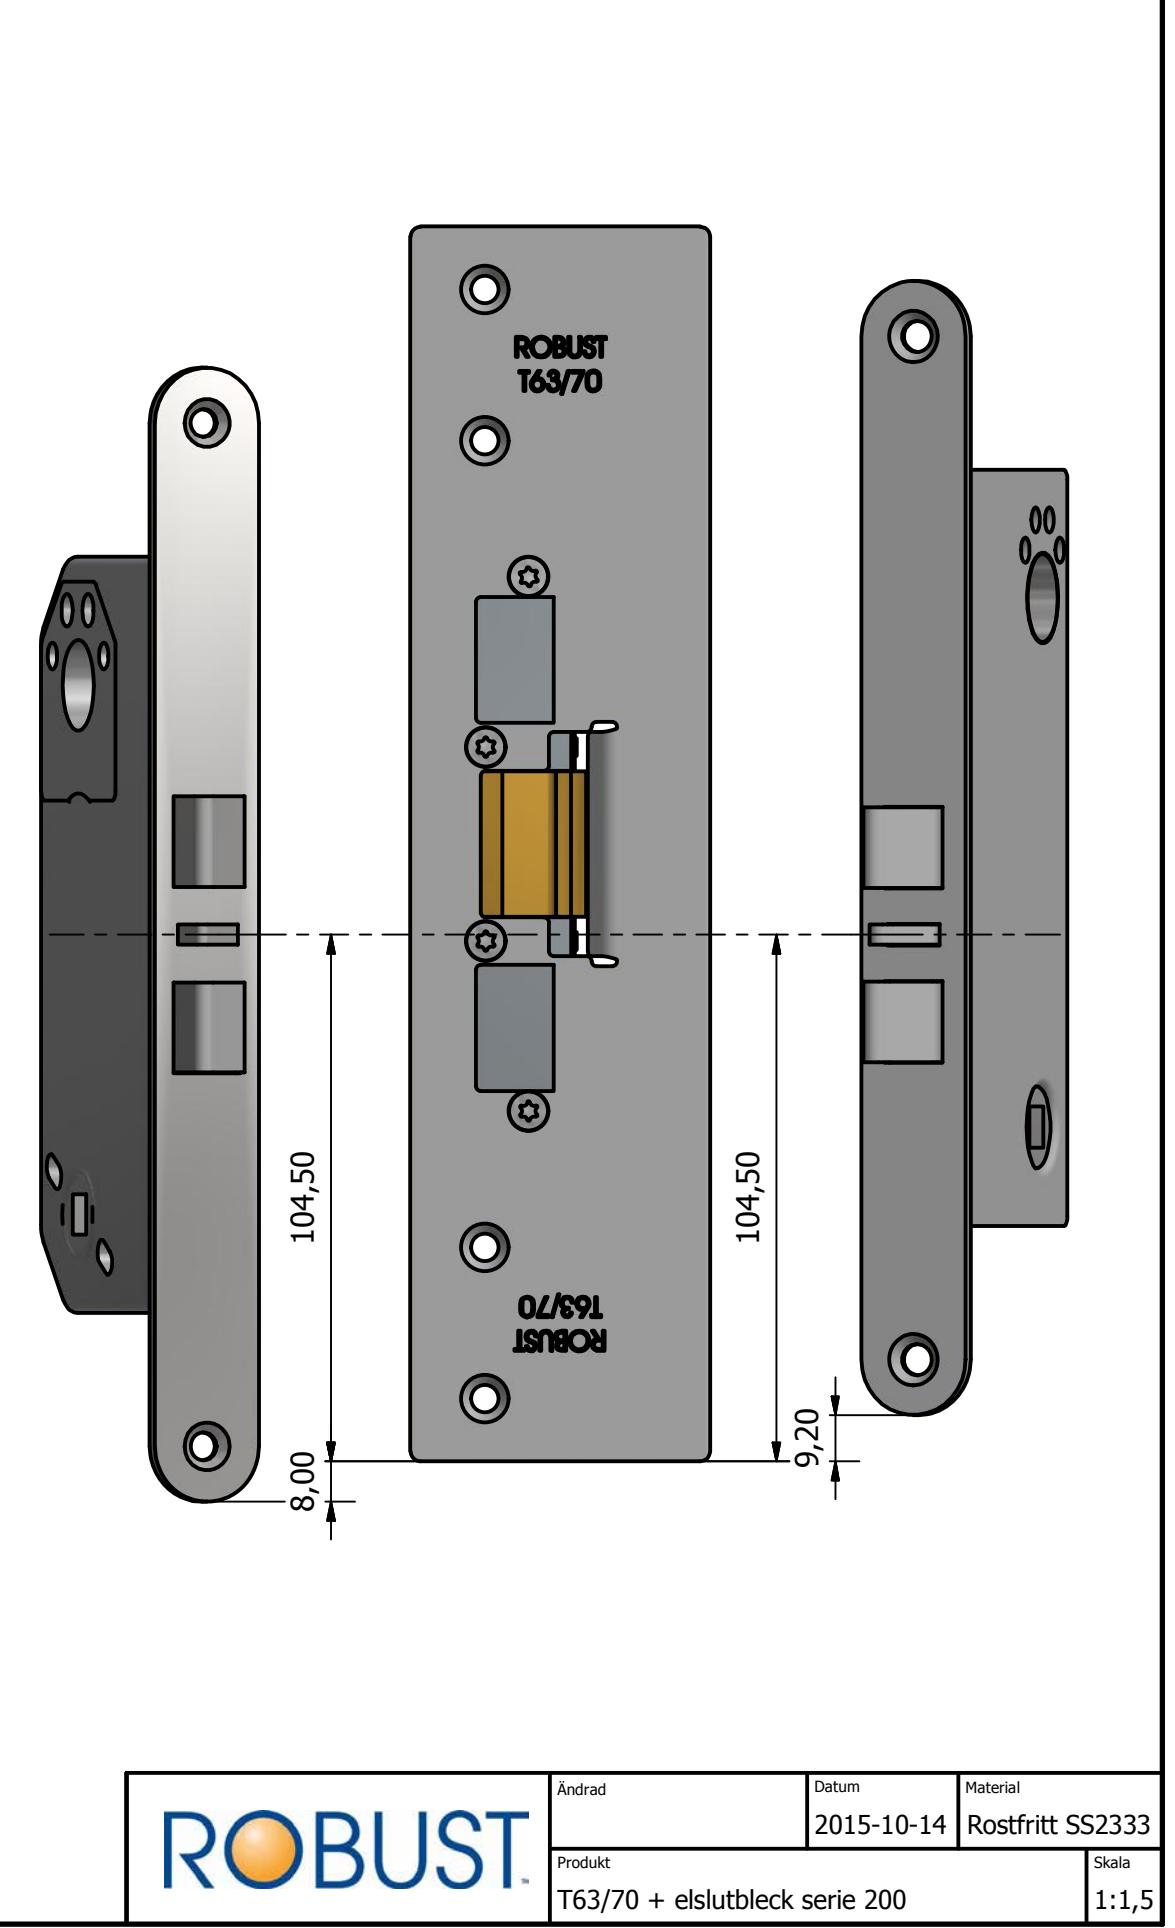 ROBUST
T63/70
104,50
104,50
T63/70
ROBUST
9,20
8,00
ROBUST
Ändrad
Datum
2015-10-14
Material
Rostfritt SS2333
Produkt
T63/70 + elslutbleck serie 200
Skala
1:1,5